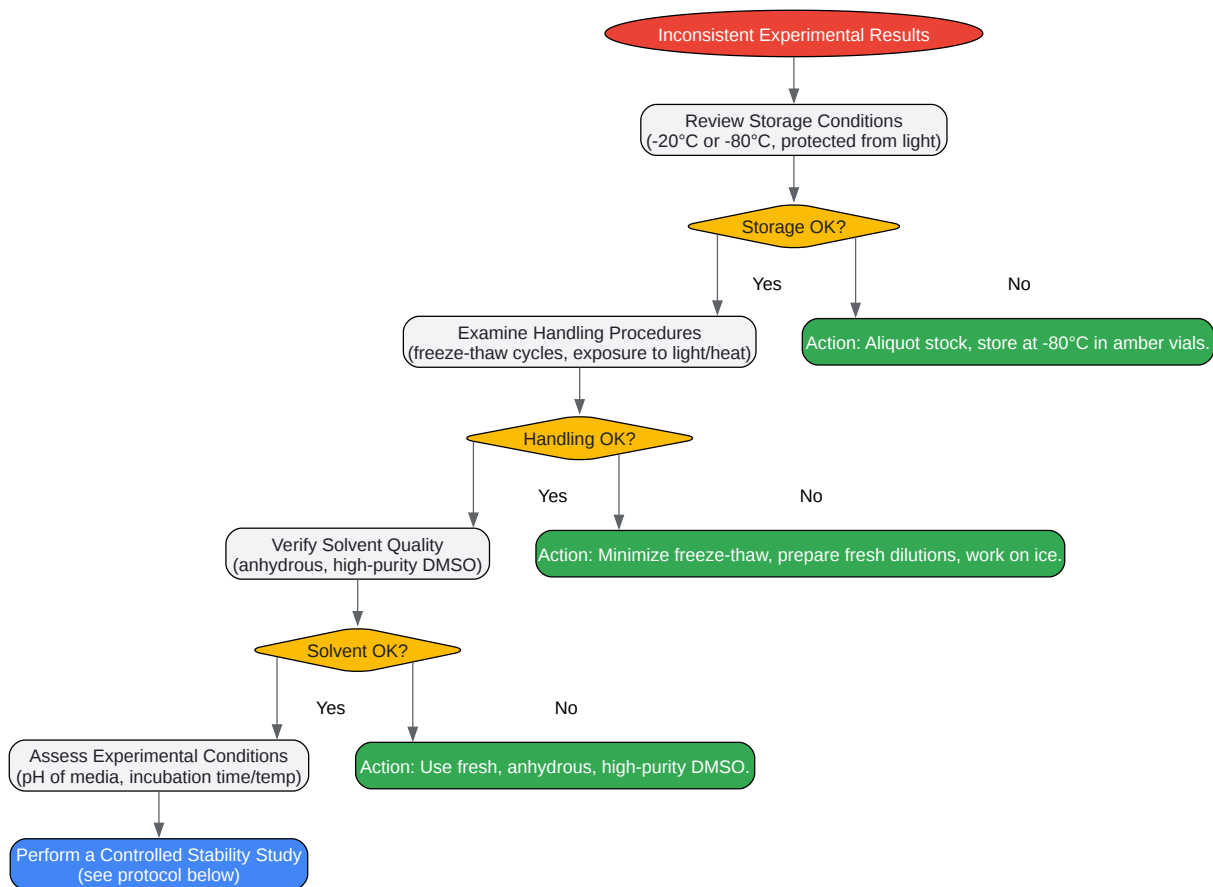 Inconsistent Experimental Results
Review Storage Conditions
(-20°C or -80°C, protected from light)
Storage OK?
Yes
No
Examine Handling Procedures
(freeze-thaw cycles, exposure to light/heat)
Action: Aliquot stock, store at -80°C in amber vials.
Handling OK?
Yes
No
Verify Solvent Quality
(anhydrous, high-purity DMSO)
Action: Minimize freeze-thaw, prepare fresh dilutions, work on ice.
Solvent OK?
Yes
No
Assess Experimental Conditions
(pH of media, incubation time/temp)
Action: Use fresh, anhydrous, high-purity DMSO.
Perform a Controlled Stability Study
(see protocol below)